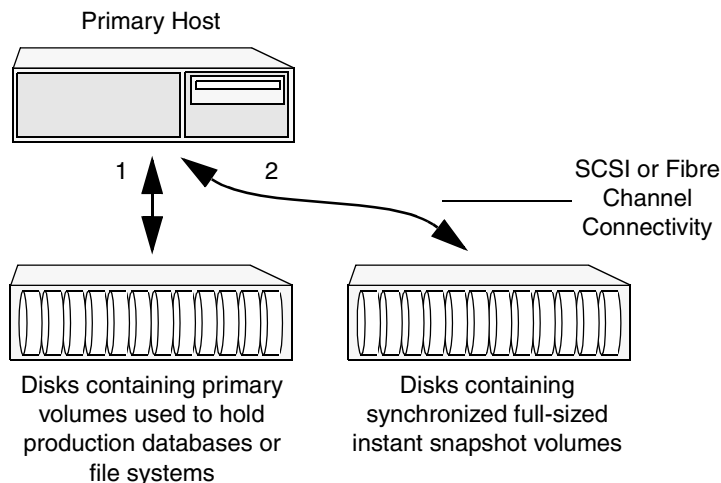 Primary Host
1
2
SCSI or Fibre
Channel
Connectivity
Disks containing primary
volumes used to hold
production databases or
file systems
Disks containing
synchronized full-sized
instant snapshot volumes